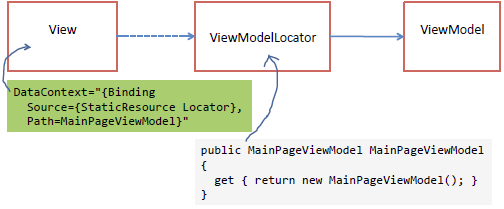 View
ViewModelLocator
ViewModel
DataContext="{Binding
Source={StaticResource Locator},
Path=MainPageViewModel}"
public MainPageViewModel MainPageViewModel
{
get { return new MainPageViewModel(); }
}